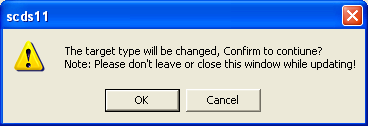 scds11
The target type will be changed, Confirm to contiune?
Note: Please don't leave or close this window while updating!
OK Cancel